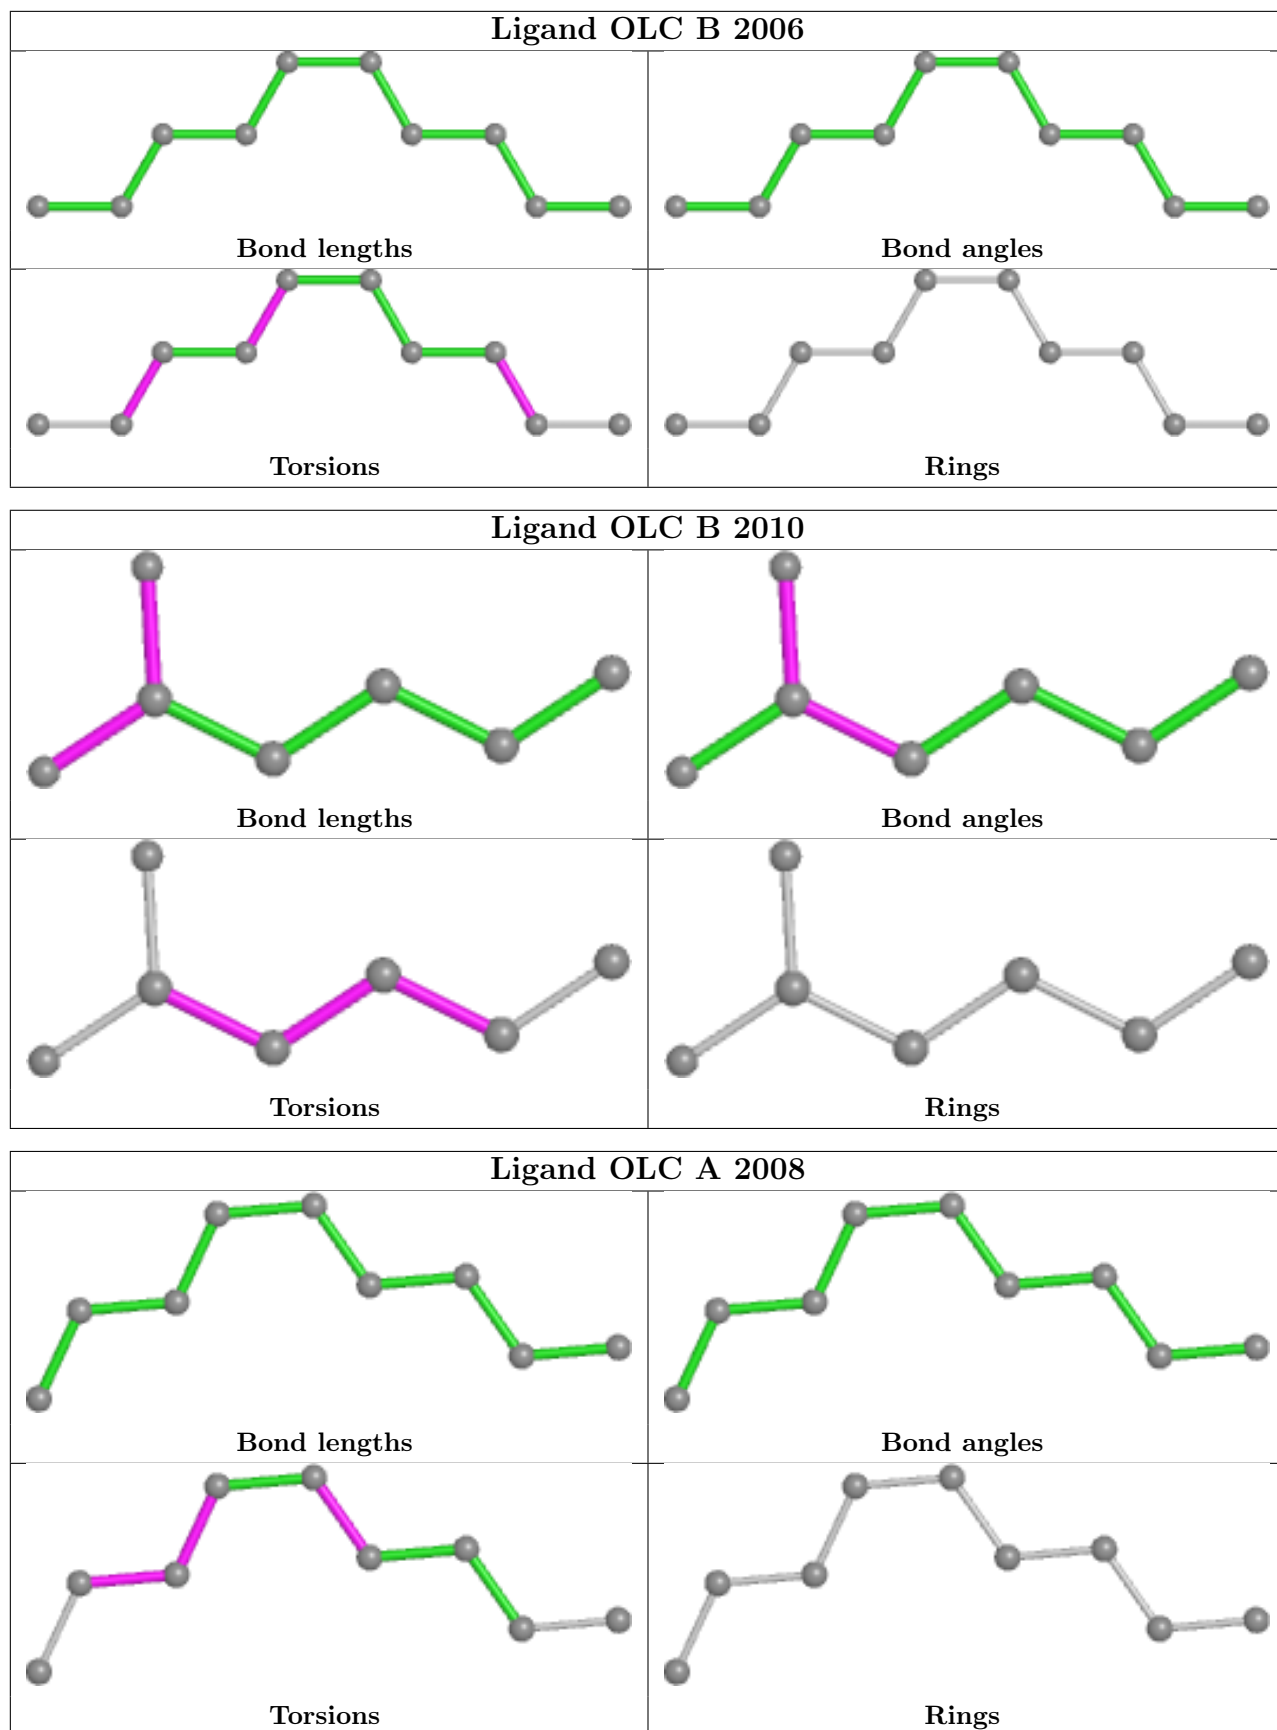 Ligand OLC B 2006
Bond lengths
Bond angles
Torsions
Rings
Ligand OLC B 2010
Bond lengths
Bond angles
Torsions
Rings
Ligand OLC A 2008
Bond lengths
Bond angles
Torsions
Rings